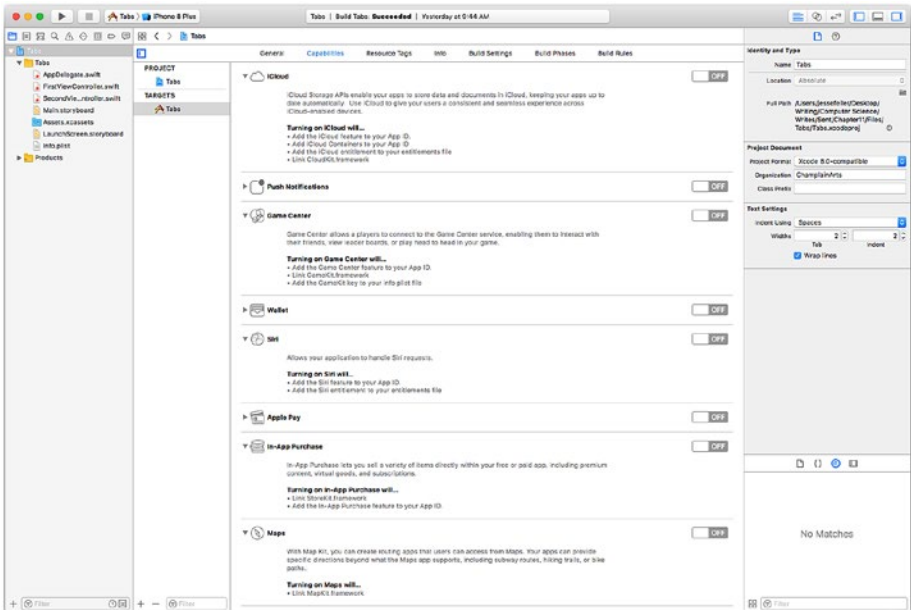 Tabs
iPhone 8 Plus
Tabs | Build Tabs: Succeeded | Yesterday at 9:44 AM
Tabs
Tabs
Tabs
AppDelegate.swift
FirstViewController.swift
SecondVie...ntroller.swift
Main.storyboard
Assets.xcassets
LaunchScreen.storyboard
Info.plist
Products
Filter
General
Capabilities
Resource Tags
Info
Build Settings
Build Phases
Build Rules
PROJECT
Tabs
TARGETS
Tabs
Filter
iCloud
OFF
iCloud Storage APIs enable your apps to store data and documents in iCloud, keeping your apps up to
date automatically. Use iCloud to give your users a consistent and seamless experience across
iCloud-enabled devices.
Turning on iCloud will...
• Add the iCloud feature to your App ID.
• Add iCloud Containers to your App ID
• Add the iCloud entitlement to your entitlements file
• Link CloudKit.framework
Push Notifications
OFF
Game Center
OFF
Game Center allows a players to connect to the Game Center service, enabling them to interact with
their friends, view leader boards, or play head to head in your game.
Turning on Game Center will...
• Add the Game Center feature to your App ID.
• Link GameKit.framework
• Add the GameKit key to your info plist file
Wallet
OFF
Siri
OFF
Allows your application to handle Siri requests.
Turning on Siri will...
• Add the Siri feature to your App ID.
• Add the Siri entitlement to your entitlements file
Apple Pay
OFF
In-App Purchase
OFF
In-App Purchase lets you sell a variety of items directly within your free or paid app, including premium
content, virtual goods, and subscriptions.
Turning on In-App Purchase will...
• Link StoreKit.framework
• Add the In-App Purchase feature to your App ID.
Maps
OFF
With Map Kit, you can create routing apps that users can access from Maps. Your apps can provide
specific directions beyond what the Maps app supports, including subway routes, hiking trails, or bike
paths.
Turning on Maps will...
• Link MapKit.framework
Identity and Type
Name Tabs
Location Absolute
Full Path /Users/jessefeiler/Desktop/
Writing/Computer Science/
Writes/Sent/Chapter11/Files/
Tabs/Tabs.xcodeproj
Project Document
Project Format Xcode 8.0-compatible
Organization ChamplainArts
Class Prefix
Text Settings
Indent Using Spaces
Widths 2 2
Tab Indent
Wrap lines
No Matches
Filter